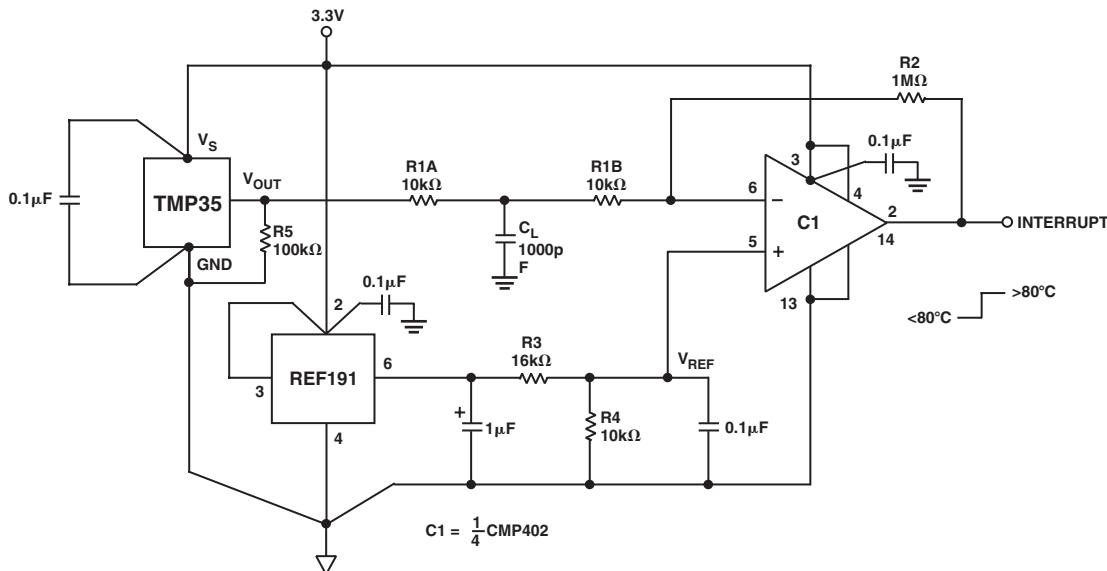 3.3V
R2
1MΩ
0.1µF
VS
0.1µF
TMP35
VOUT
R1A
10kΩ
R1B
10kΩ
3
6
−
4
C1
2
INTERRUPT
R5
100kΩ
CL
1000p
F
5
+
14
GND
13
>80°C
<80°C
0.1µF
2
REF191
3
6
R3
16kΩ
VREF
4
+
1µF
R4
10kΩ
0.1µF
C1 = 1/4 CMP402